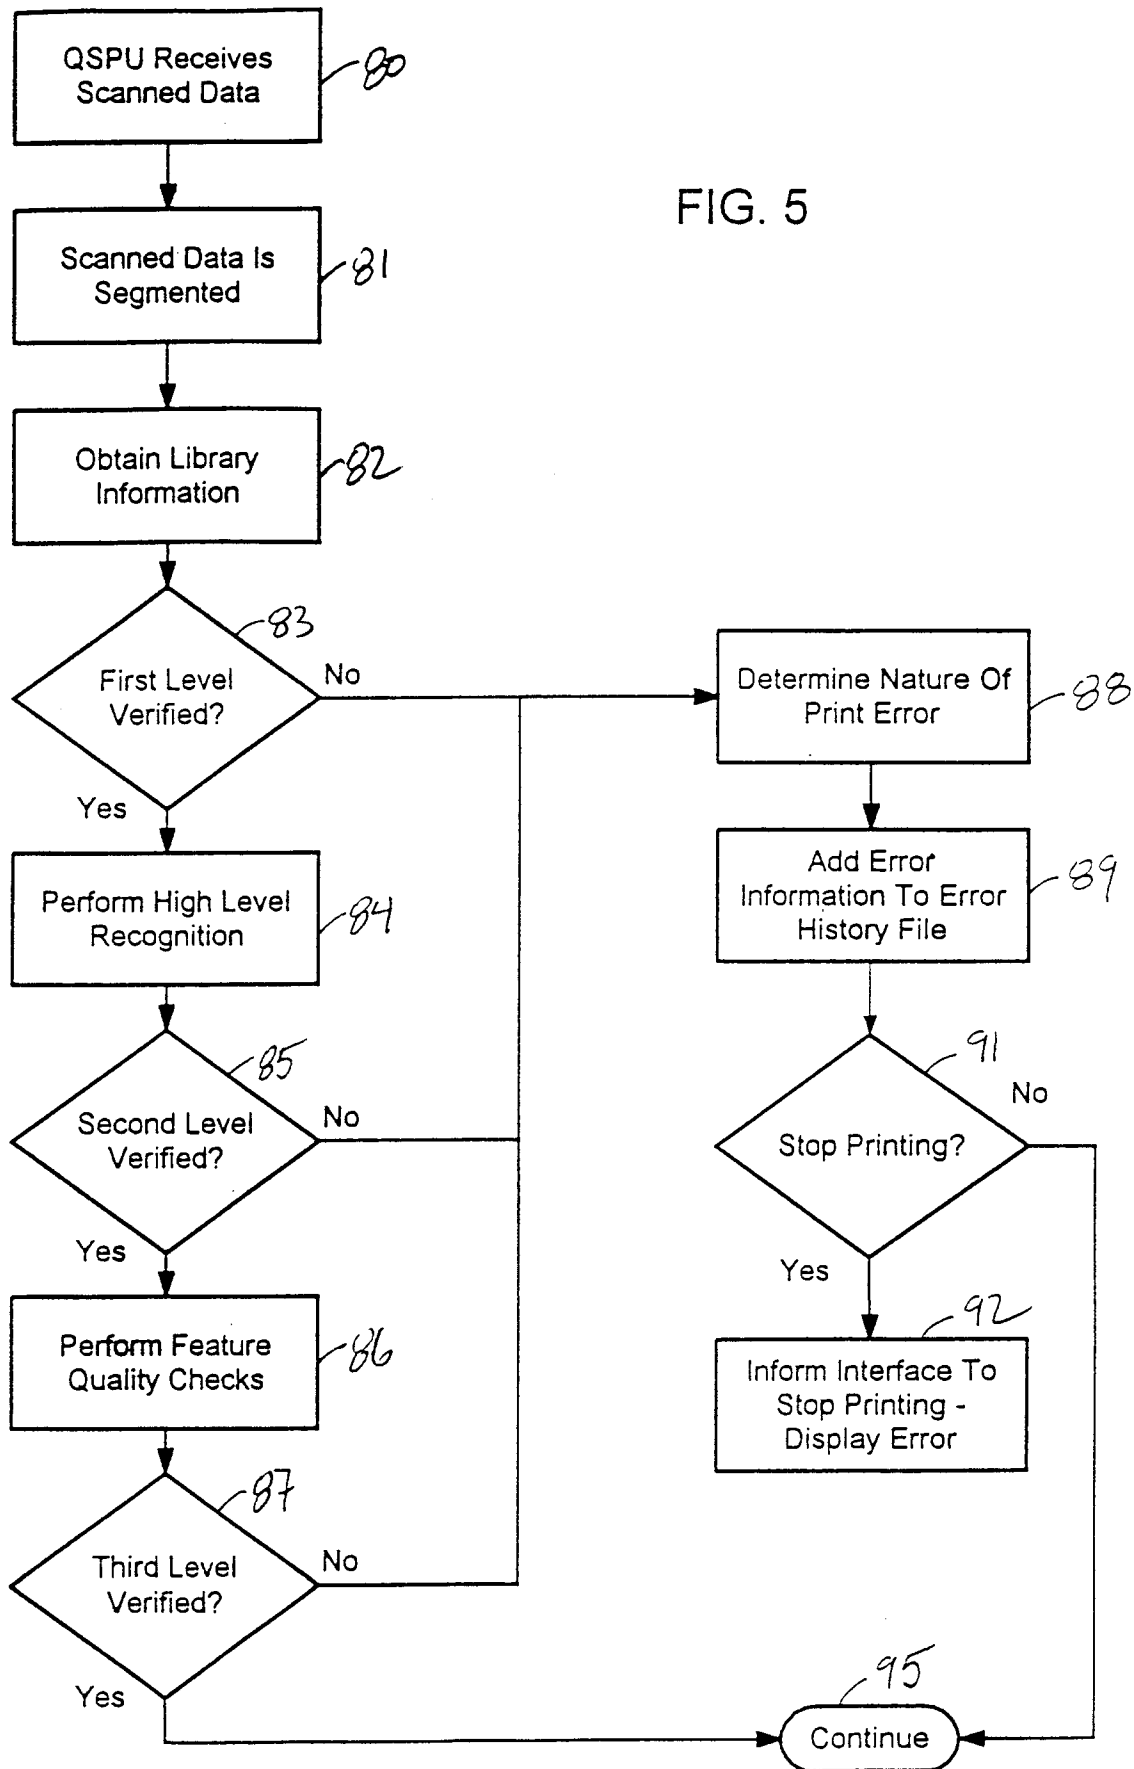 QSPU Receives
Scanned Data
80
FIG. 5
Scanned Data Is
Segmented
81
Obtain Library
Information
82
83
First Level
Verified?
No
Yes
Determine Nature Of
Print Error
88
Perform High Level
Recognition
84
Add Error
Information To Error
History File
89
85
Second Level
Verified?
No
Yes
91
No
Stop Printing?
Yes
Perform Feature
Quality Checks
86
92
Inform Interface To
Stop Printing -
Display Error
87
Third Level
Verified?
No
Yes
95
Continue